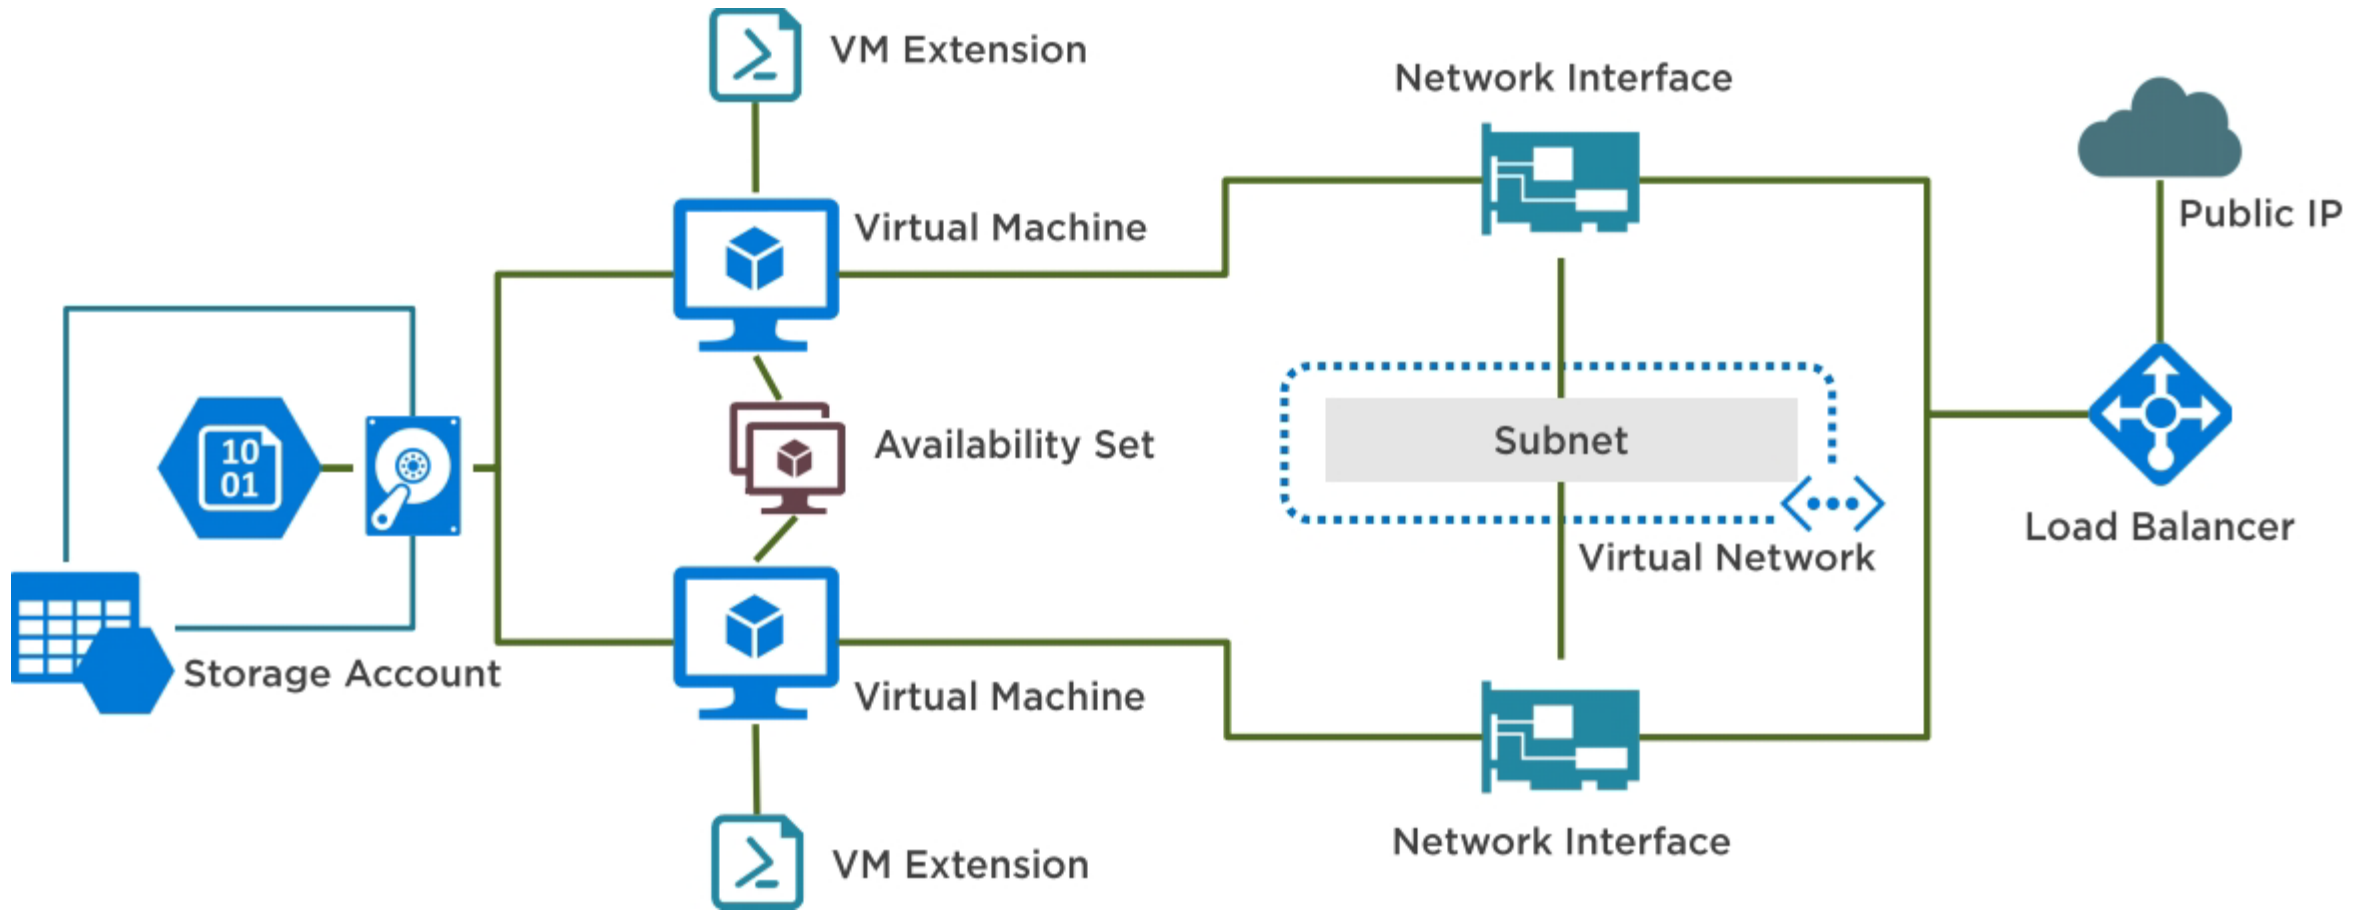 VM Extension
Network Interface
Virtual Machine
Public IP
10
01
Availability Set
Subnet
Virtual Network
Load Balancer
Storage Account
Virtual Machine
Network Interface
VM Extension